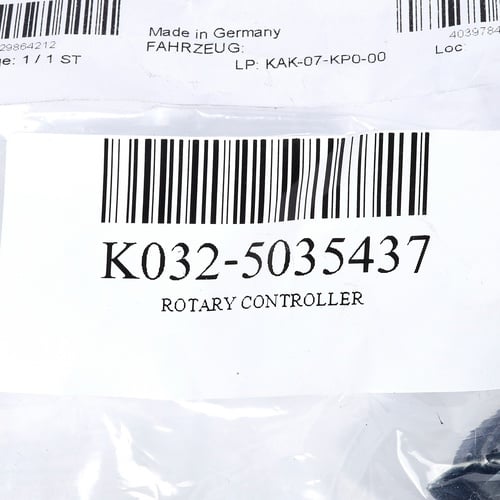 Made in Germany
FAHRZEUG:
LP: KAK-07-KP0-00
29864212
ge: 1 / 1 ST
4039784
Loc:
K032-5035437
ROTARY CONTROLLER